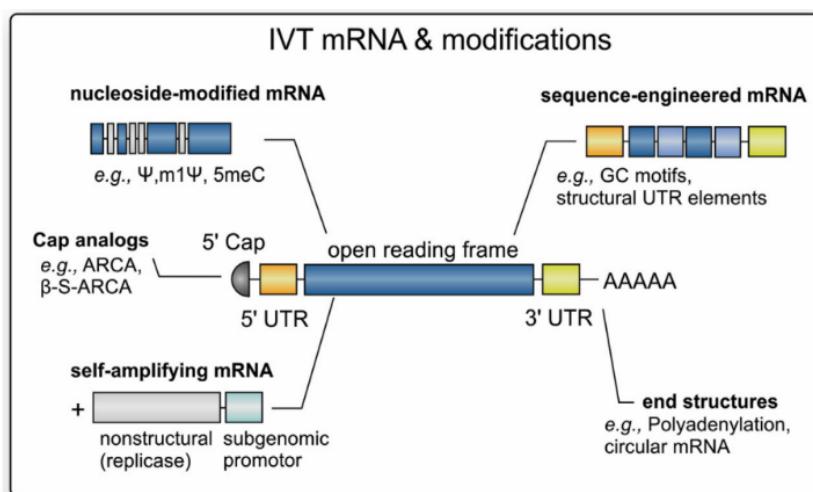 IVT mRNA & modifications
nucleoside-modified mRNA
e.g., Ψ,m1Ψ, 5meC
sequence-engineered mRNA
e.g., GC motifs,
structural UTR elements
Cap analogs
e.g., ARCA,
β-S-ARCA
5' Cap
open reading frame
AAAAA
5' UTR
3' UTR
self-amplifying mRNA
+
nonstructural
(replicase)
subgenomic
promotor
end structures
e.g., Polyadenylation,
circular mRNA